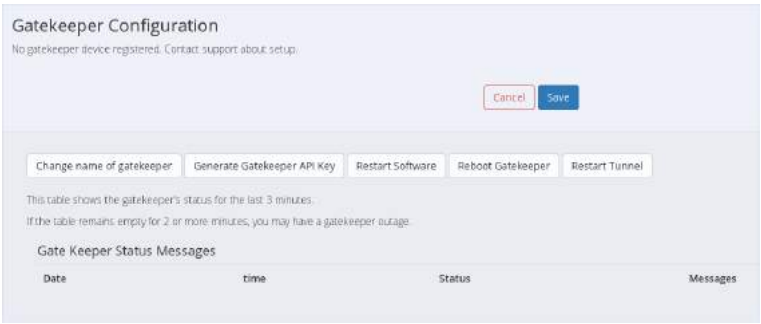 Gatekeeper Configuration
No gatekeeper device registered. Contact support about setup.
Cancel Save
Change name of gatekeeper Generate Gatekeeper API Key Restart Software Reboot Gatekeeper Restart Tunnel
This table shows the gatekeeper's status for the last 3 minutes.
If the table remains empty for 2 or more minutes, you may have a gatekeeper outage.
Gate Keeper Status Messages
Date time Status Messages